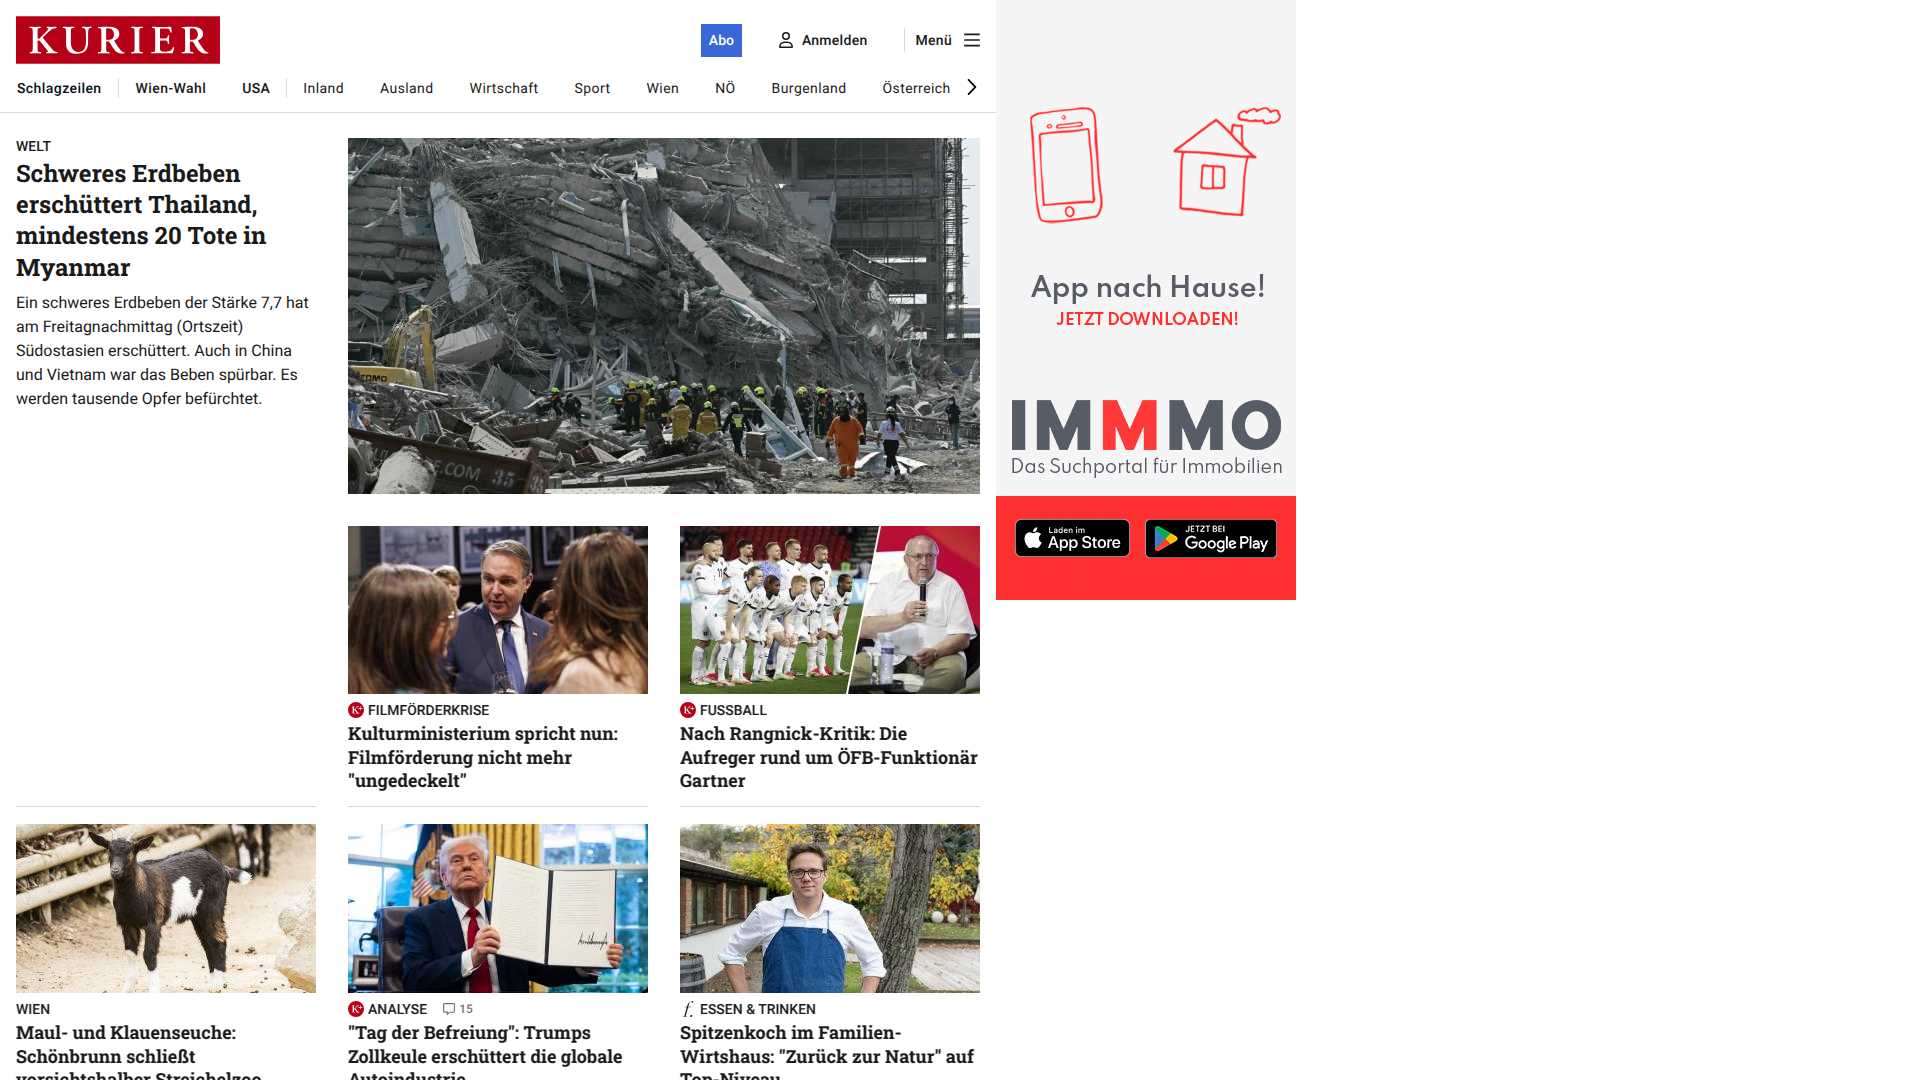 KURIER
Abo
Anmelden
Menü
Schlagzeilen
Wien-Wahl
USA
Inland
Ausland
Wirtschaft
Sport
Wien
NÖ
Burgenland
Österreich
WELT
Schweres Erdbeben
erschüttert Thailand,
mindestens 20 Tote in
Myanmar
Ein schweres Erdbeben der Stärke 7,7 hat
am Freitagnachmittag (Ortszeit)
Südostasien erschüttert. Auch in China
und Vietnam war das Beben spürbar. Es
werden tausende Opfer befürchtet.
App nach Hause!
JETZT DOWNLOADEN!
IMMMO
Das Suchportal für Immobilien
Laden im
App Store
JETZT BEI
Google Play
K+ FILMFÖRDERKRISE
Kulturministerium spricht nun:
Filmförderung nicht mehr
"ungedeckelt"
K+ FUSSBALL
Nach Rangnick-Kritik: Die
Aufreger rund um ÖFB-Funktionär
Gartner
WIEN
Maul- und Klauenseuche:
Schönbrunn schließt
vorsichtshalber Streichelzoo
K+ ANALYSE 15
"Tag der Befreiung": Trumps
Zollkeule erschüttert die globale
Autoindustrie
f. ESSEN & TRINKEN
Spitzenkoch im Familien-
Wirtshaus: "Zurück zur Natur" auf
Top-Niveau